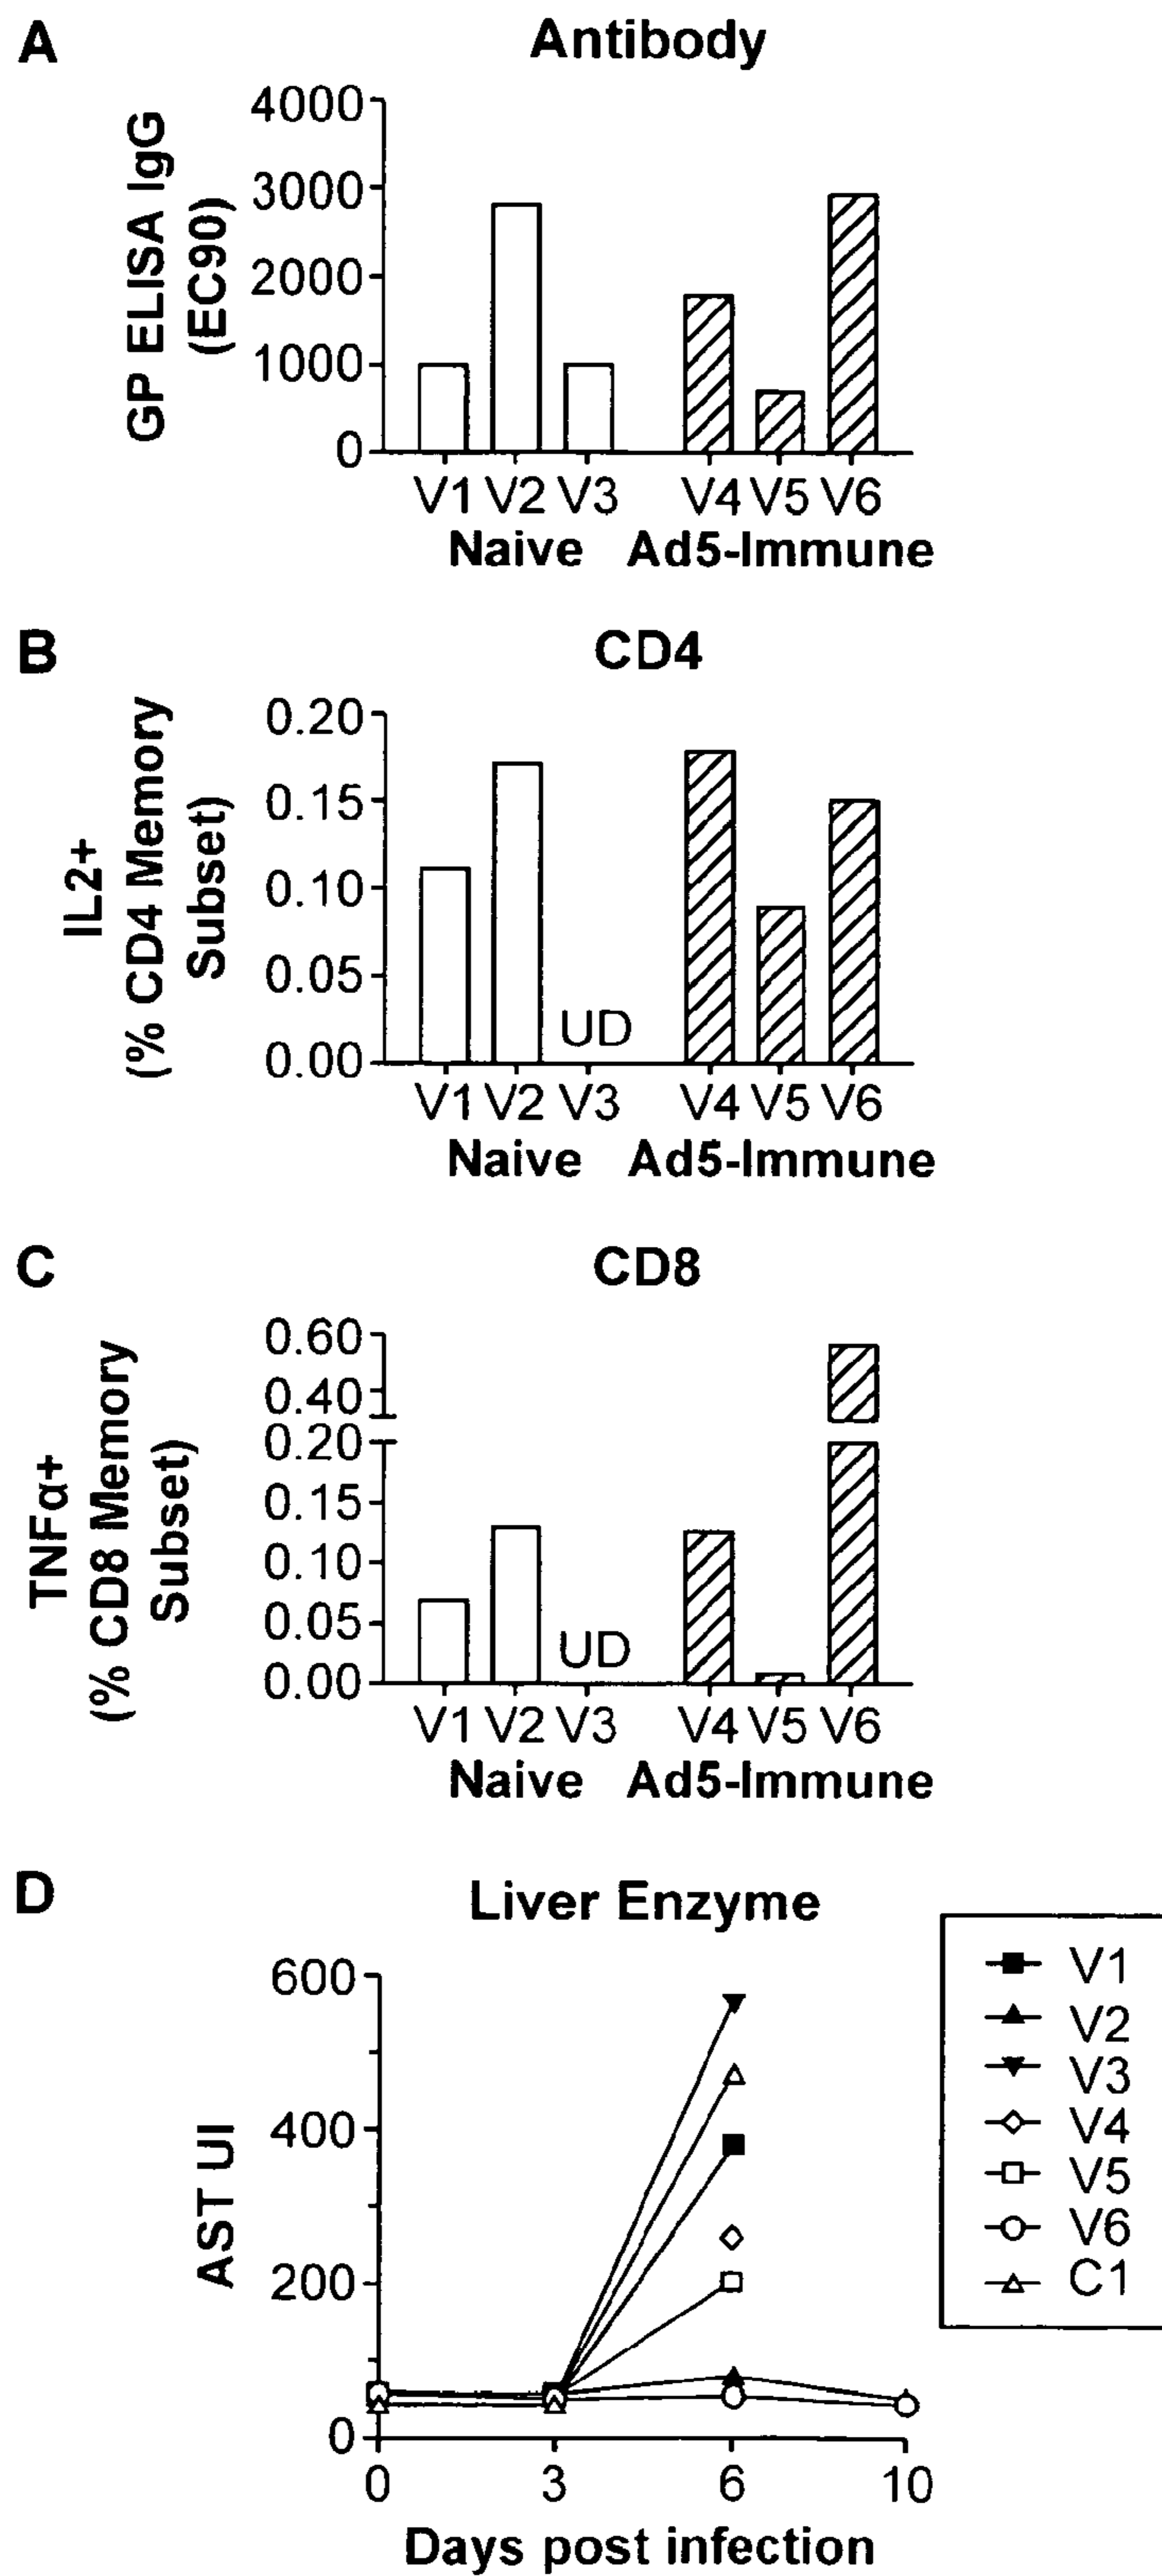 A
Antibody
GP ELISA IgG
(EC90)
4000
3000
2000
1000
0
V1 V2 V3 V4 V5 V6
Naive Ad5-Immune
B
CD4
IL2+
(% CD4 Memory
Subset)
0.20
0.15
0.10
0.05
0.00
UD
V1 V2 V3 V4 V5 V6
Naive Ad5-Immune
C
CD8
TNFα+
(% CD8 Memory
Subset)
0.60
0.40
0.20
0.15
0.10
0.05
0.00
UD
V1 V2 V3 V4 V5 V6
Naive Ad5-Immune
D
Liver Enzyme
AST UI
600
400
200
0
0 3 6 10
Days post infection
V1
V2
V3
V4
V5
V6
C1